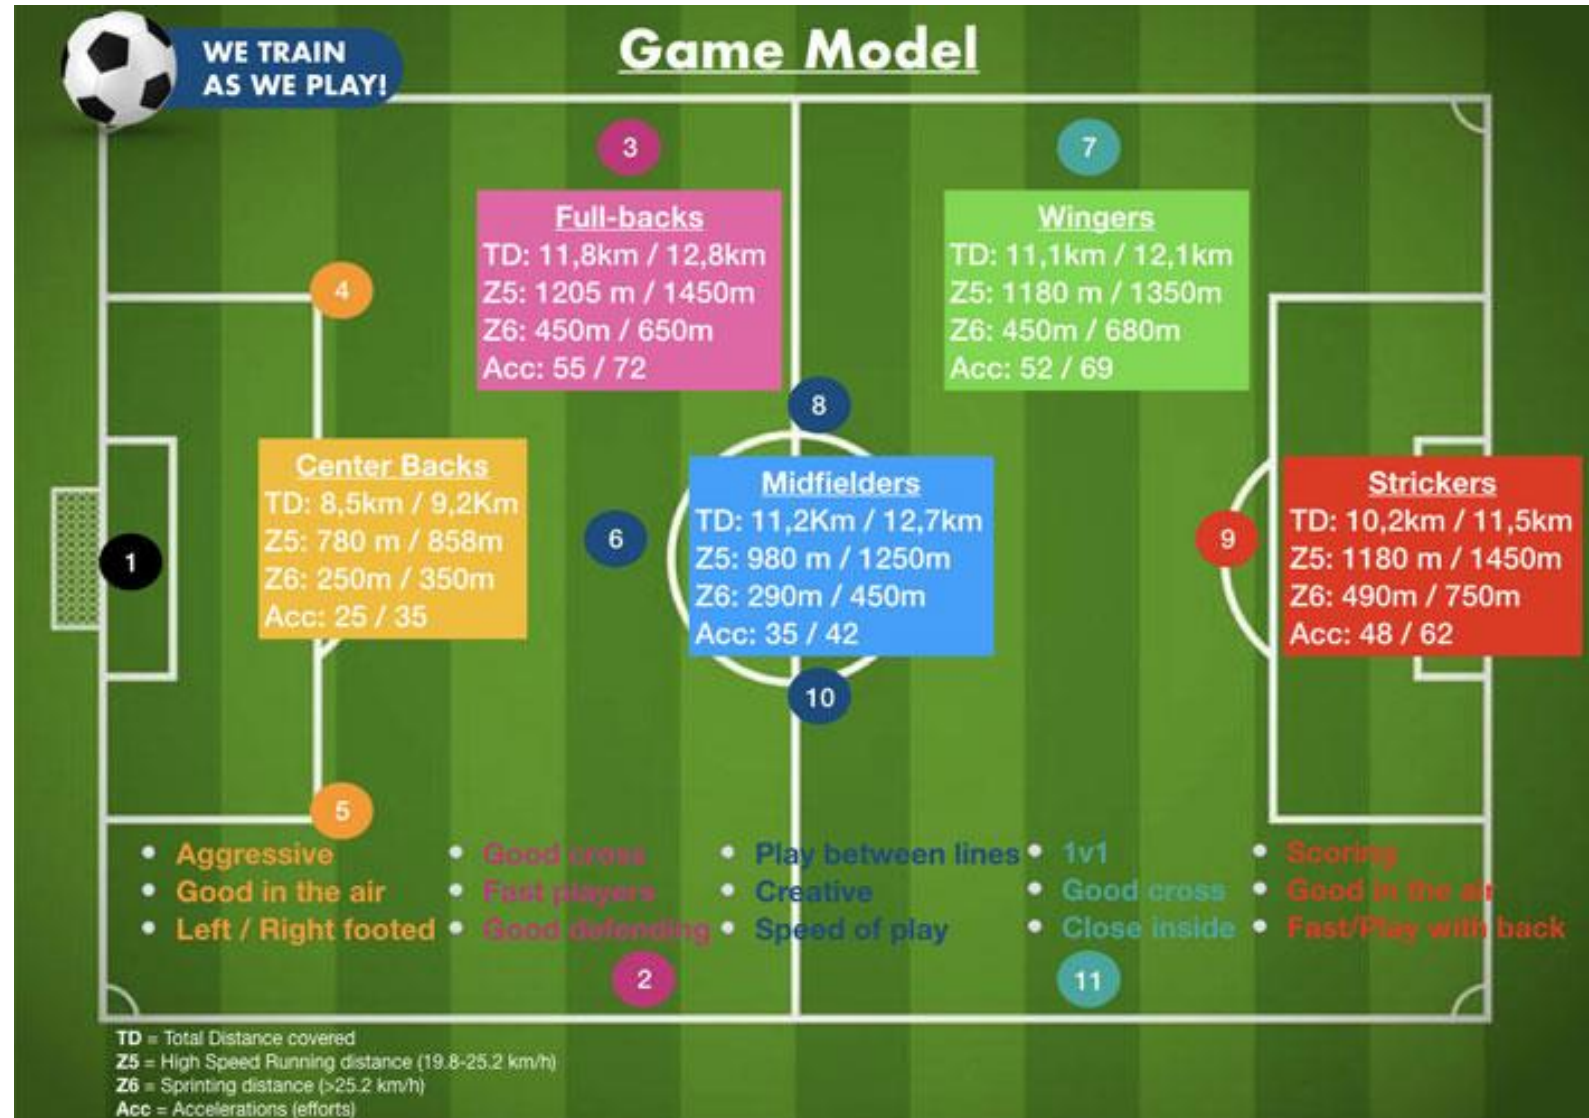 WE TRAIN
AS WE PLAY!
Game Model
3
7
Full-backs
TD: 11,8km / 12,8km
Z5: 1205 m / 1450m
Z6: 450m / 650m
Acc: 55 / 72
Wingers
TD: 11,1km / 12,1km
Z5: 1180 m / 1350m
Z6: 450m / 680m
Acc: 52 / 69
4
8
Center Backs
TD: 8,5km / 9,2Km
Z5: 780 m / 858m
Z6: 250m / 350m
Acc: 25 / 35
1
6
Midfielders
TD: 11,2Km / 12,7km
Z5: 980 m / 1250m
Z6: 290m / 450m
Acc: 35 / 42
9
Strickers
TD: 10,2km / 11,5km
Z5: 1180 m / 1450m
Z6: 490m / 750m
Acc: 48 / 62
10
5
• Aggressive
• Good in the air
• Left / Right footed
• Good cross
• Fast players
• Good defending
• Play between lines
• Creative
• Speed of play
• 1v1
• Good cross
• Close inside
• Scoring
• Good in the air
• Fast/Play with back
2
11
TD = Total Distance covered
Z5 = High Speed Running distance (19.8-25.2 km/h)
Z6 = Sprinting distance (>25.2 km/h)
Acc = Accelerations (efforts)